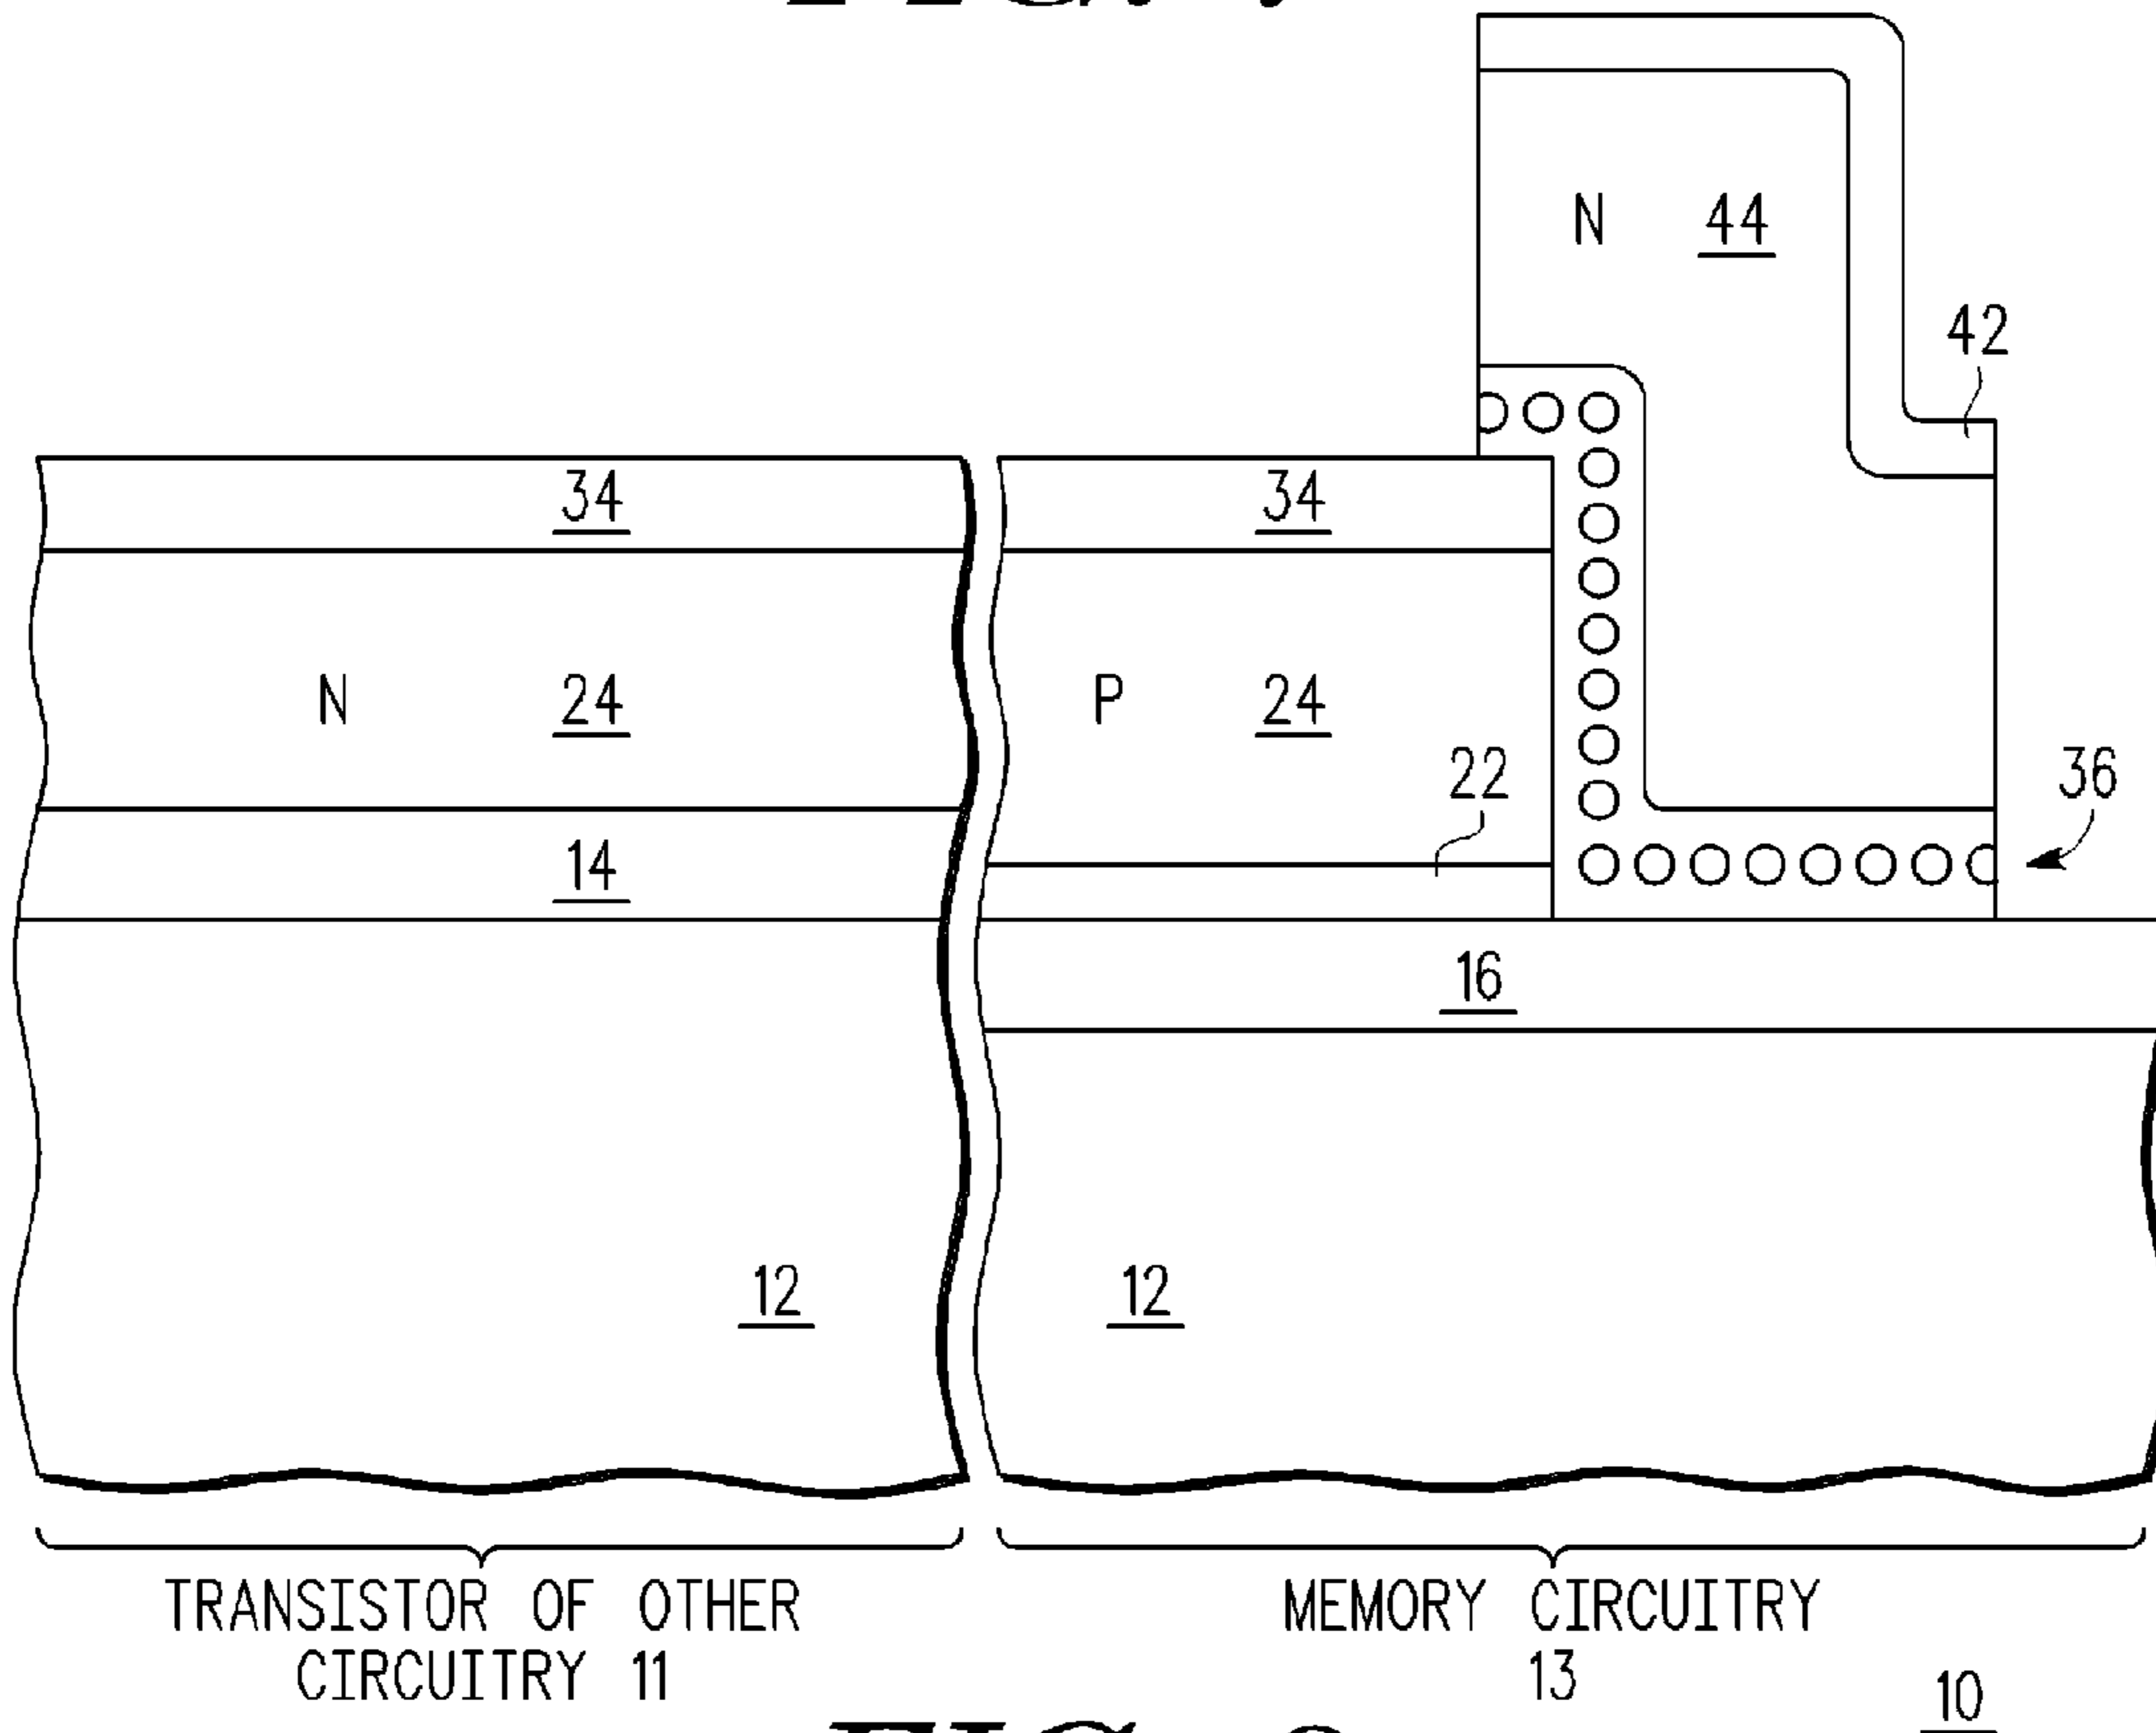 N 44
42
34 34
N 24 P 24
22 36
14
16
12 12
TRANSISTOR OF OTHER
CIRCUITRY 11
MEMORY CIRCUITRY
13
10